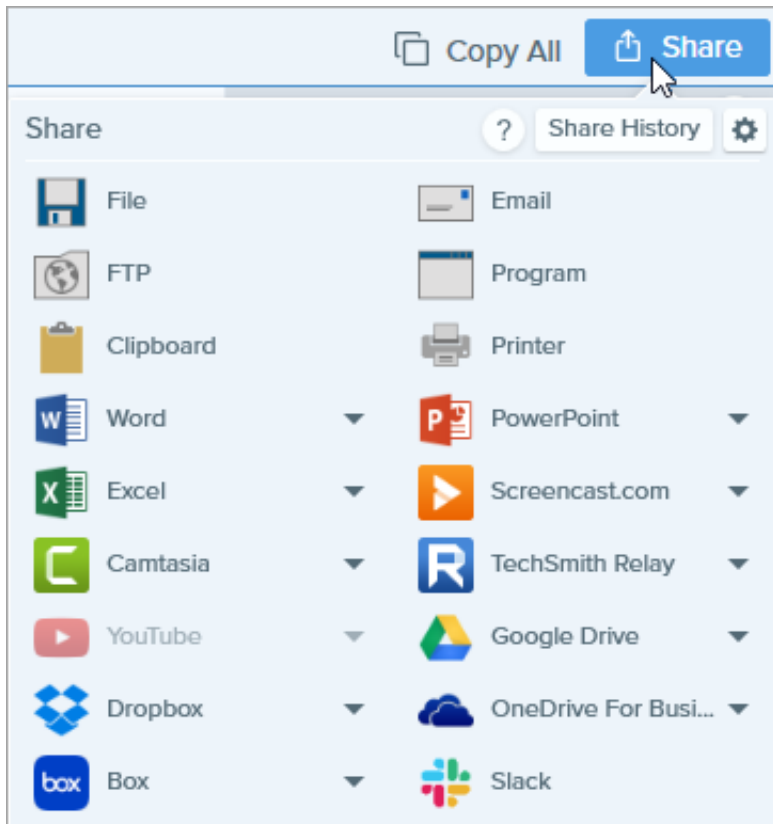 Copy All Share
Share ? Share History
File Email
FTP Program
Clipboard Printer
Word PowerPoint
Excel Screencast.com
Camtasia TechSmith Relay
YouTube Google Drive
Dropbox OneDrive For Busi...
box Box Slack